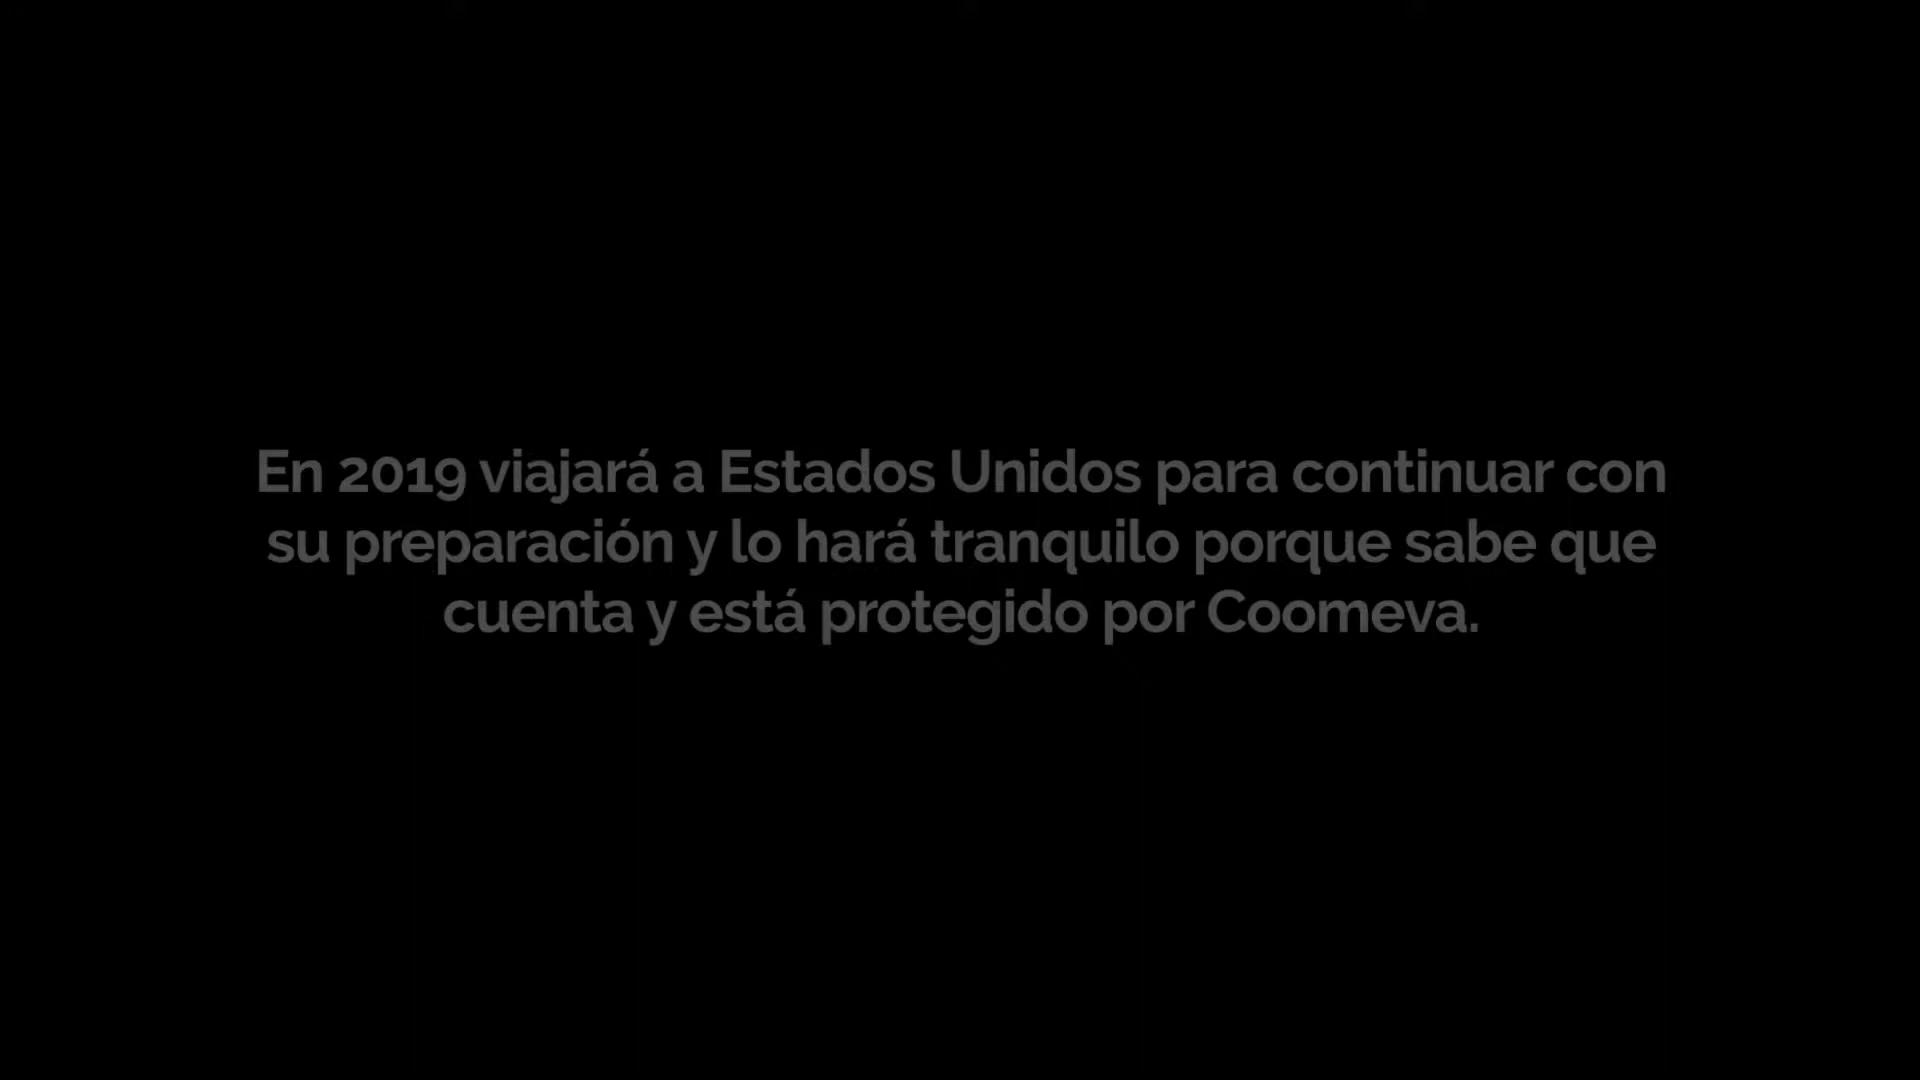 En 2019 viajará a Estados Unidos para continuar con
su preparación y lo hará tranquilo porque sabe que
cuenta y está protegido por Coomeva.